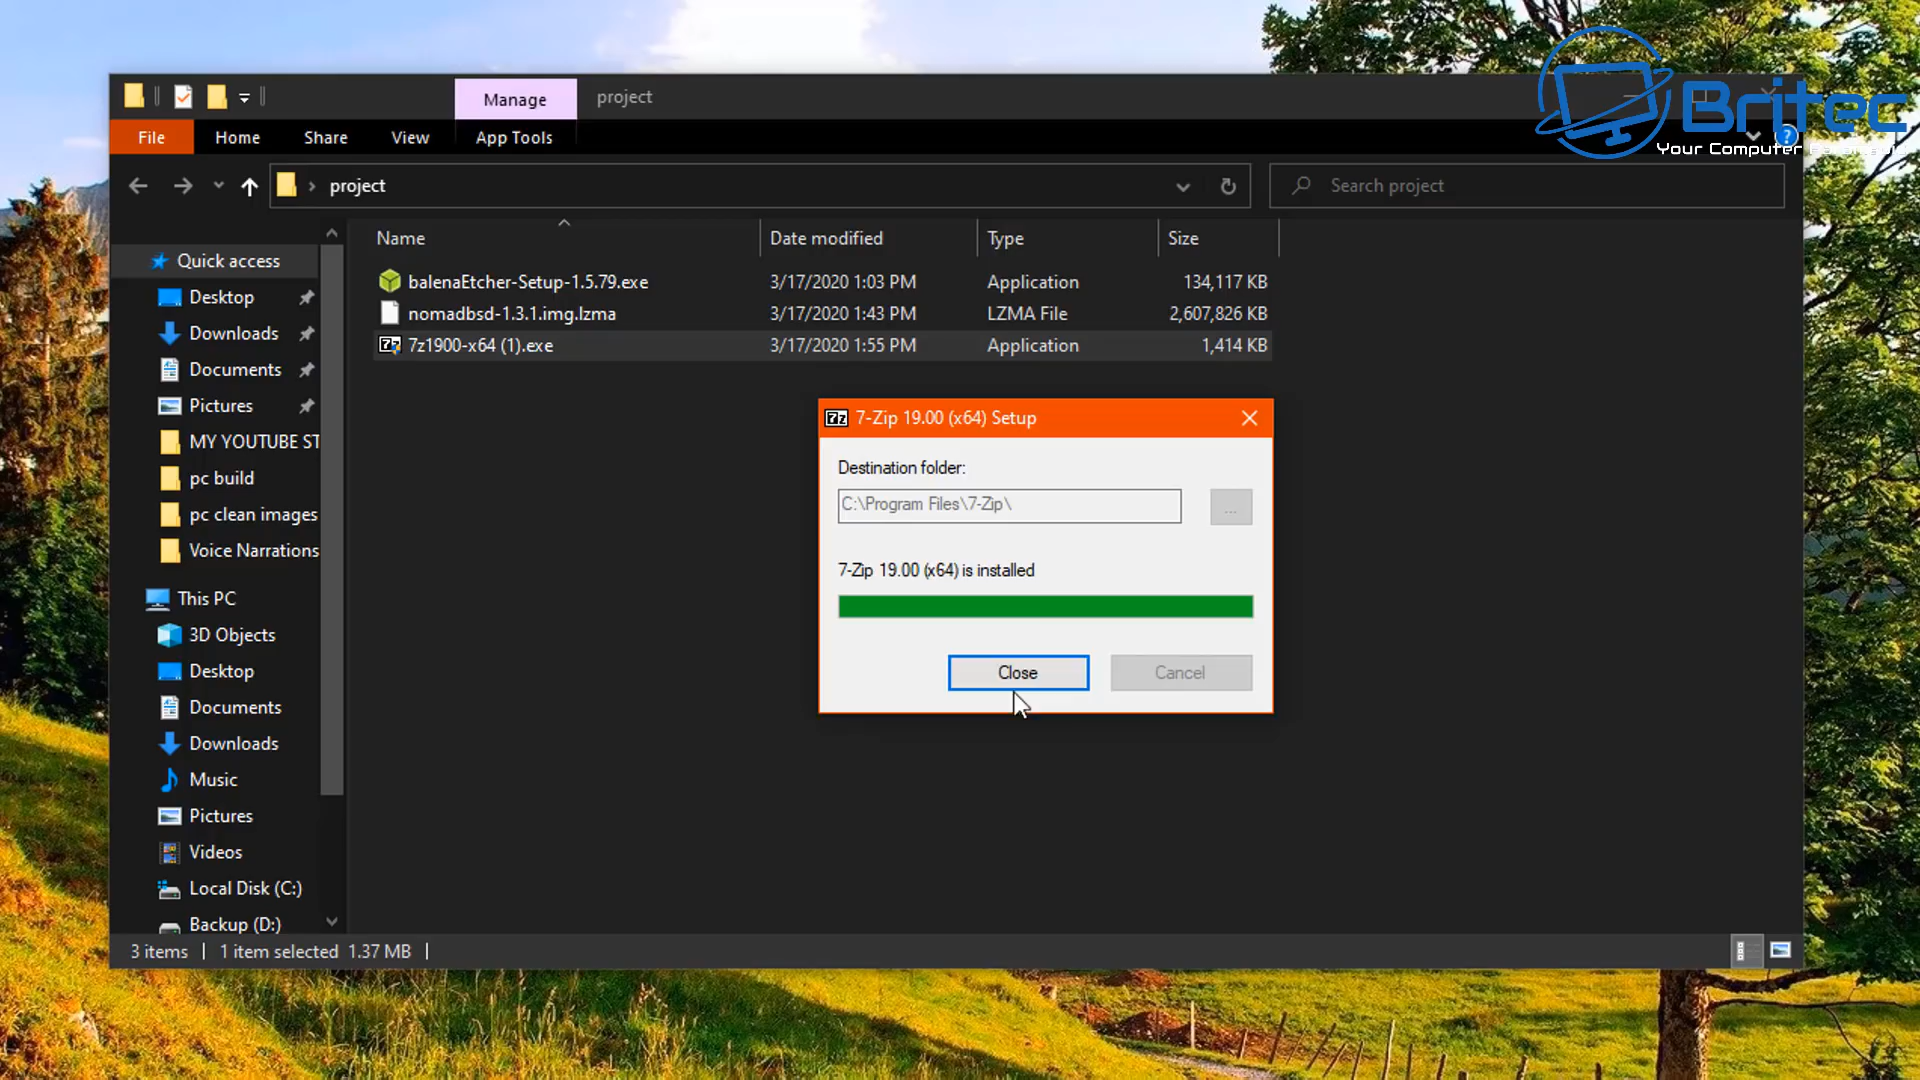 Manage
project
Britec
Your Computer
File
Home
Share
View
App Tools
project
Search project
Name
Date modified
Type
Size
balenaEtcher-Setup-1.5.79.exe
3/17/2020 1:03 PM
Application
134,117 KB
nomadbsd-1.3.1.img.lzma
3/17/2020 1:43 PM
LZMA File
2,607,826 KB
7z1900-x64 (1).exe
3/17/2020 1:55 PM
Application
1,414 KB
Quick access
Desktop
Downloads
Documents
Pictures
MY YOUTUBE ST
pc build
pc clean images
Voice Narrations
This PC
3D Objects
Desktop
Documents
Downloads
Music
Pictures
Videos
Local Disk (C:)
Backup (D:)
7z 7-Zip 19.00 (x64) Setup
Destination folder:
C:\Program Files\7-Zip\
...
7-Zip 19.00 (x64) is installed
Close
Cancel
3 items
1 item selected 1.37 MB